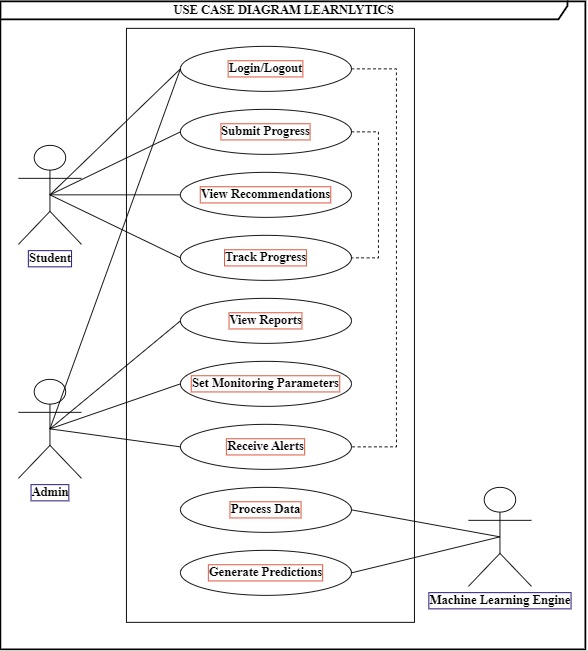 USE CASE DIAGRAM LEARNLYTICS
Login/Logout
Submit Progress
View Recommendations
Student
Track Progress
View Reports
Set Monitoring Parameters
Receive Alerts
Admin
Process Data
Generate Predictions
Machine Learning Engine